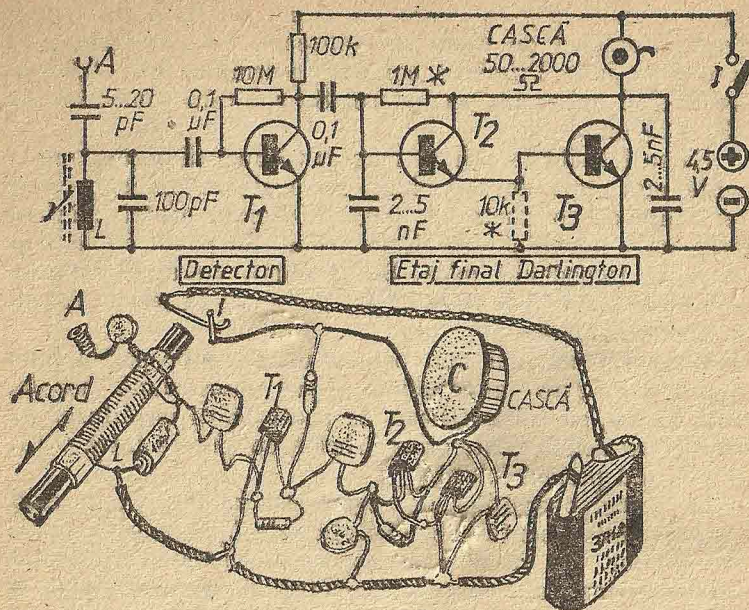 A
5...20
pF
0,1
µF
10M
100k
0,1
µF
1M *
CASCĂ
50...2000
Ω
I
T2
4,5
V
L
100pF
T1
2...5
nF
10k
*
T3
2...5nF
Detector
Etaj final Darlington
A
I
Acord
T1
C
CASCĂ
T2
T3
L